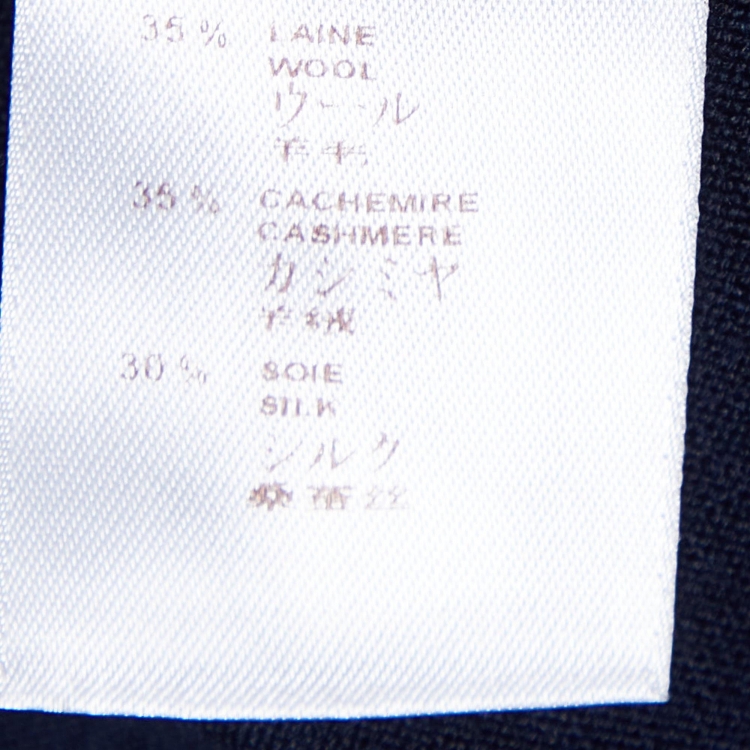 35% LAINE
WOOL
ウール
羊毛
35% CACHEMIRE
CASHMERE
カシミヤ
羊绒
30% SOIE
SILK
シルク
桑蚕丝